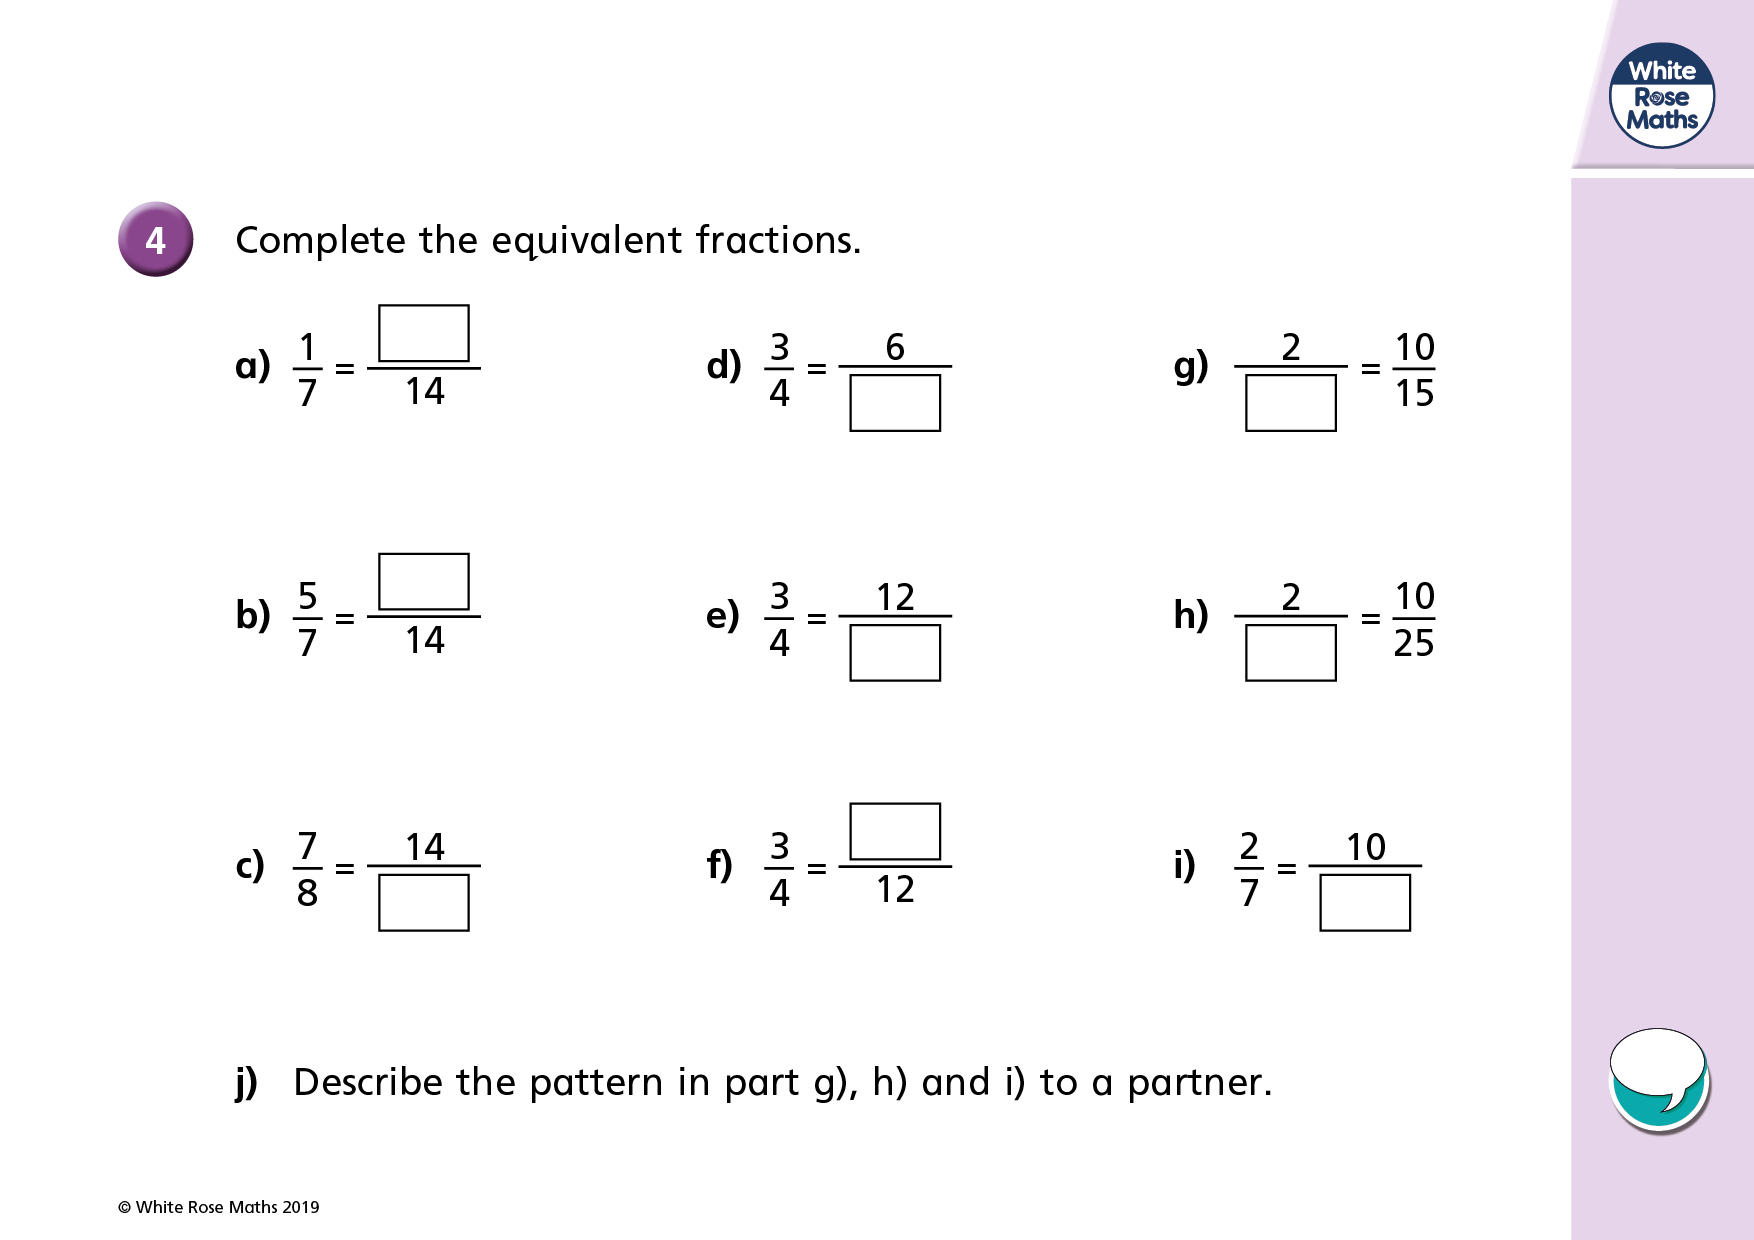 White
Rose
Maths
4 Complete the equivalent fractions.
a) 1/7 = □/14
d) 3/4 = 6/□
g) 2/□ = 10/15
b) 5/7 = □/14
e) 3/4 = 12/□
h) 2/□ = 10/25
c) 7/8 = 14/□
f) 3/4 = □/12
i) 2/7 = 10/□
j) Describe the pattern in part g), h) and i) to a partner.
© White Rose Maths 2019